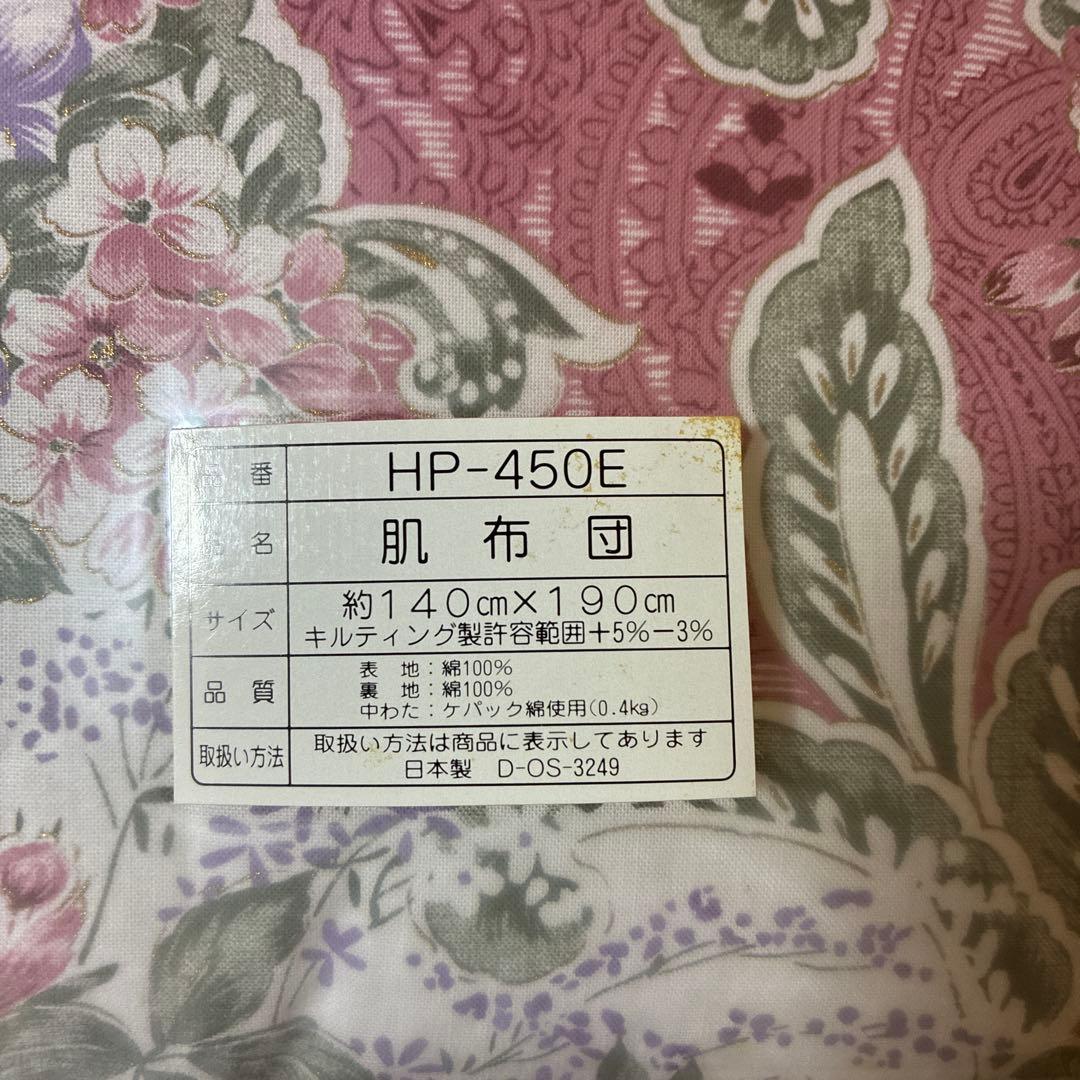 品番 HP-450E
品名 肌布団
サイズ 約140cm×190cm
キルティング製許容範囲+5%-3%
品質 表地:綿100%
裏地:綿100%
中わた:ケパック綿使用(0.4kg)
取扱い方法 取扱い方法は商品に表示してあります
日本製 D-OS-3249